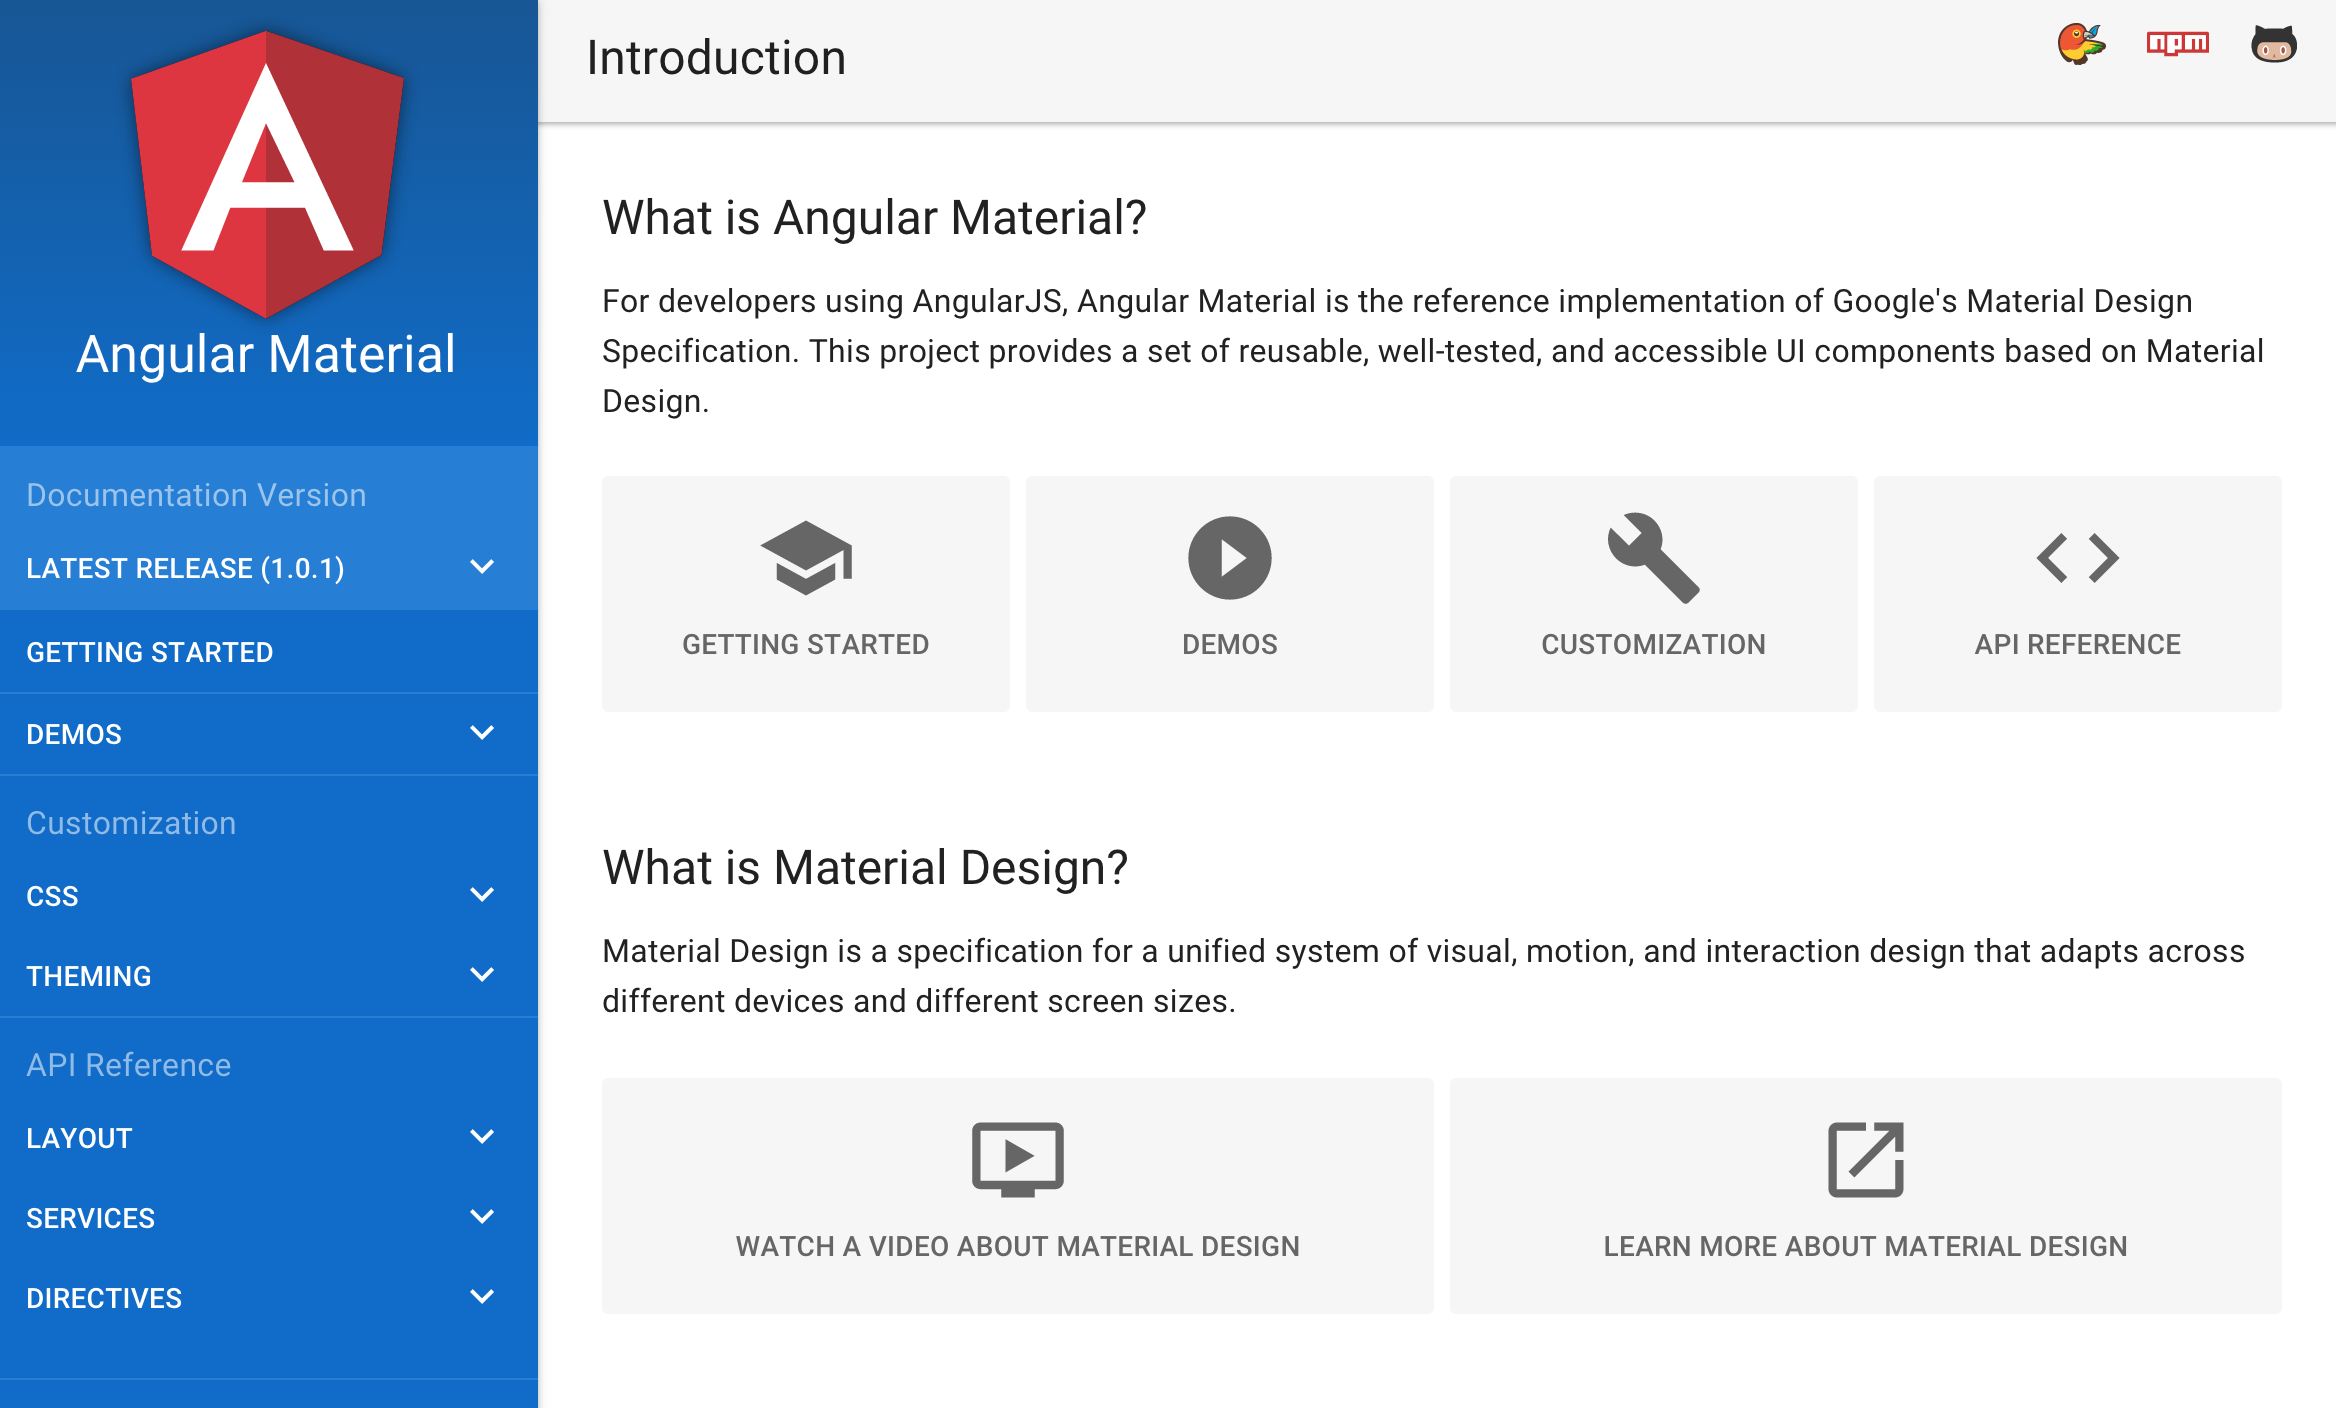 Angular Material
Documentation Version
LATEST RELEASE (1.0.1)
GETTING STARTED
DEMOS
Customization
CSS
THEMING
API Reference
LAYOUT
SERVICES
DIRECTIVES
Introduction
npm
What is Angular Material?
For developers using AngularJS, Angular Material is the reference implementation of Google's Material Design
Specification. This project provides a set of reusable, well-tested, and accessible UI components based on Material
Design.
GETTING STARTED
DEMOS
CUSTOMIZATION
API REFERENCE
What is Material Design?
Material Design is a specification for a unified system of visual, motion, and interaction design that adapts across
different devices and different screen sizes.
WATCH A VIDEO ABOUT MATERIAL DESIGN
LEARN MORE ABOUT MATERIAL DESIGN